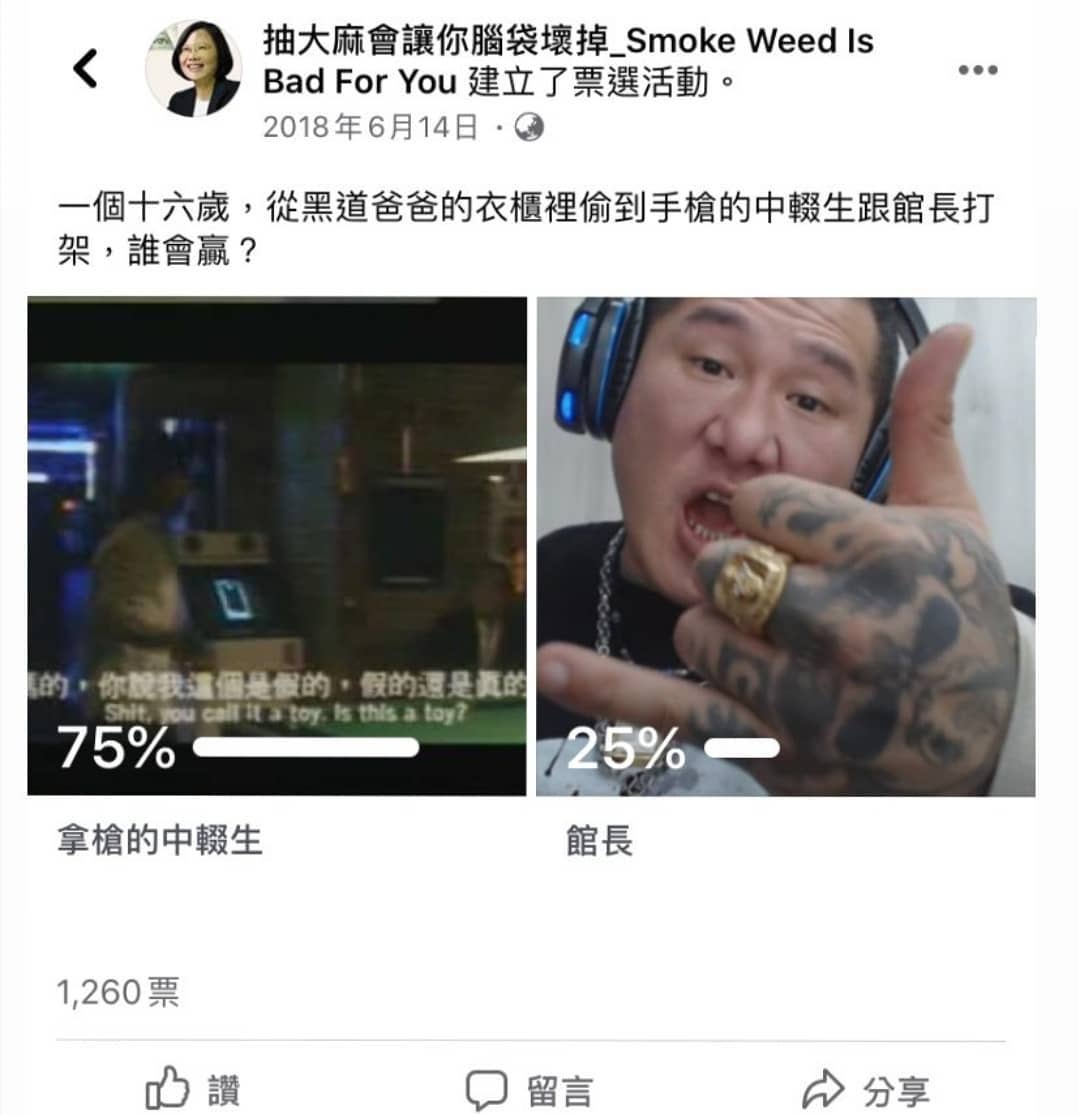 抽大麻會讓你腦袋壞掉_Smoke Weed Is
Bad For You 建立了票選活動。
2018年6月14日
一個十六歲，從黑道爸爸的衣櫃裡偷到手槍的中輟生跟館長打
架，誰會贏？
的，你說我這個是假的，假的還是真的
Shit, you call it a toy. Is this a toy?
75%
25%
拿槍的中輟生
館長
1,260票
讚
留言
分享